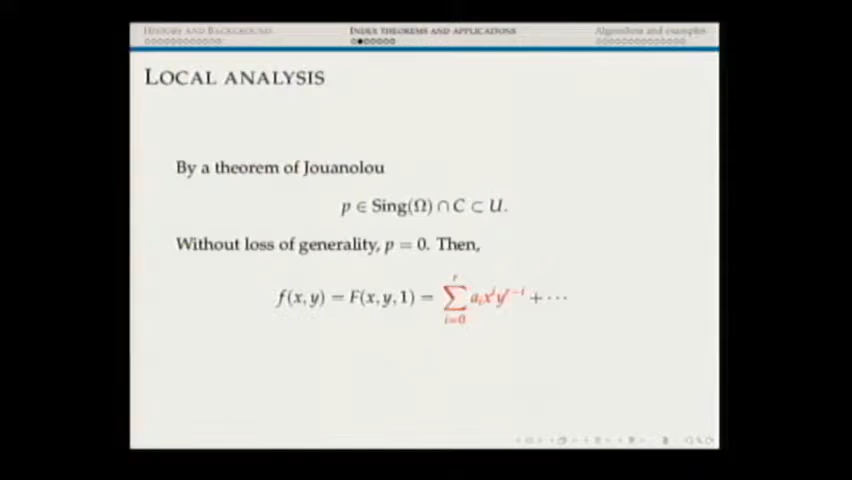 HISTORY AND BACKGROUND INDEX THEOREMS AND APPLICATIONS Algorithms and examples
LOCAL ANALYSIS
By a theorem of Jouanolou
p ∈ Sing(Ω) ∩ C ⊂ U.
Without loss of generality, p = 0. Then,
f(x, y) = F(x, y, 1) = ∑_{i=0}^{r} a_i x^i y^{r−i} + ⋯